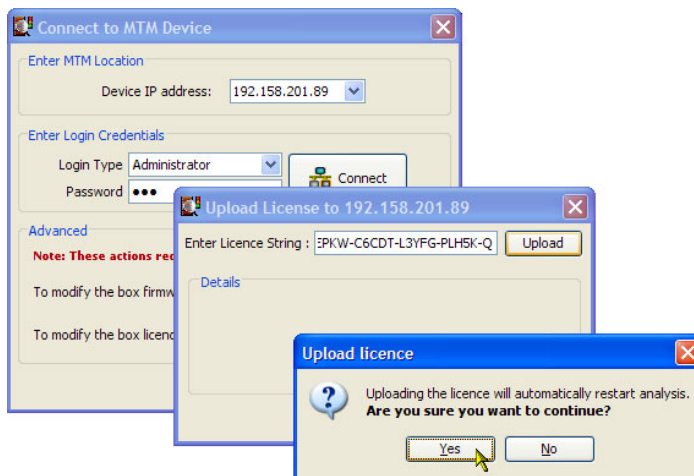 Connect to MTM Device
Enter MTM Location
Device IP address: 192.158.201.89
Enter Login Credentials
Login Type Administrator
Connect
Password
Upload License to 192.158.201.89
Enter Licence String : EPKW-C6CDT-L3YFG-PLH5K-Q Upload
Advanced
Note: These actions
Details
To modify the box
To modify the box
Upload licence
Uploading the licence will automatically restart analysis.
Are you sure you want to continue?
Yes No